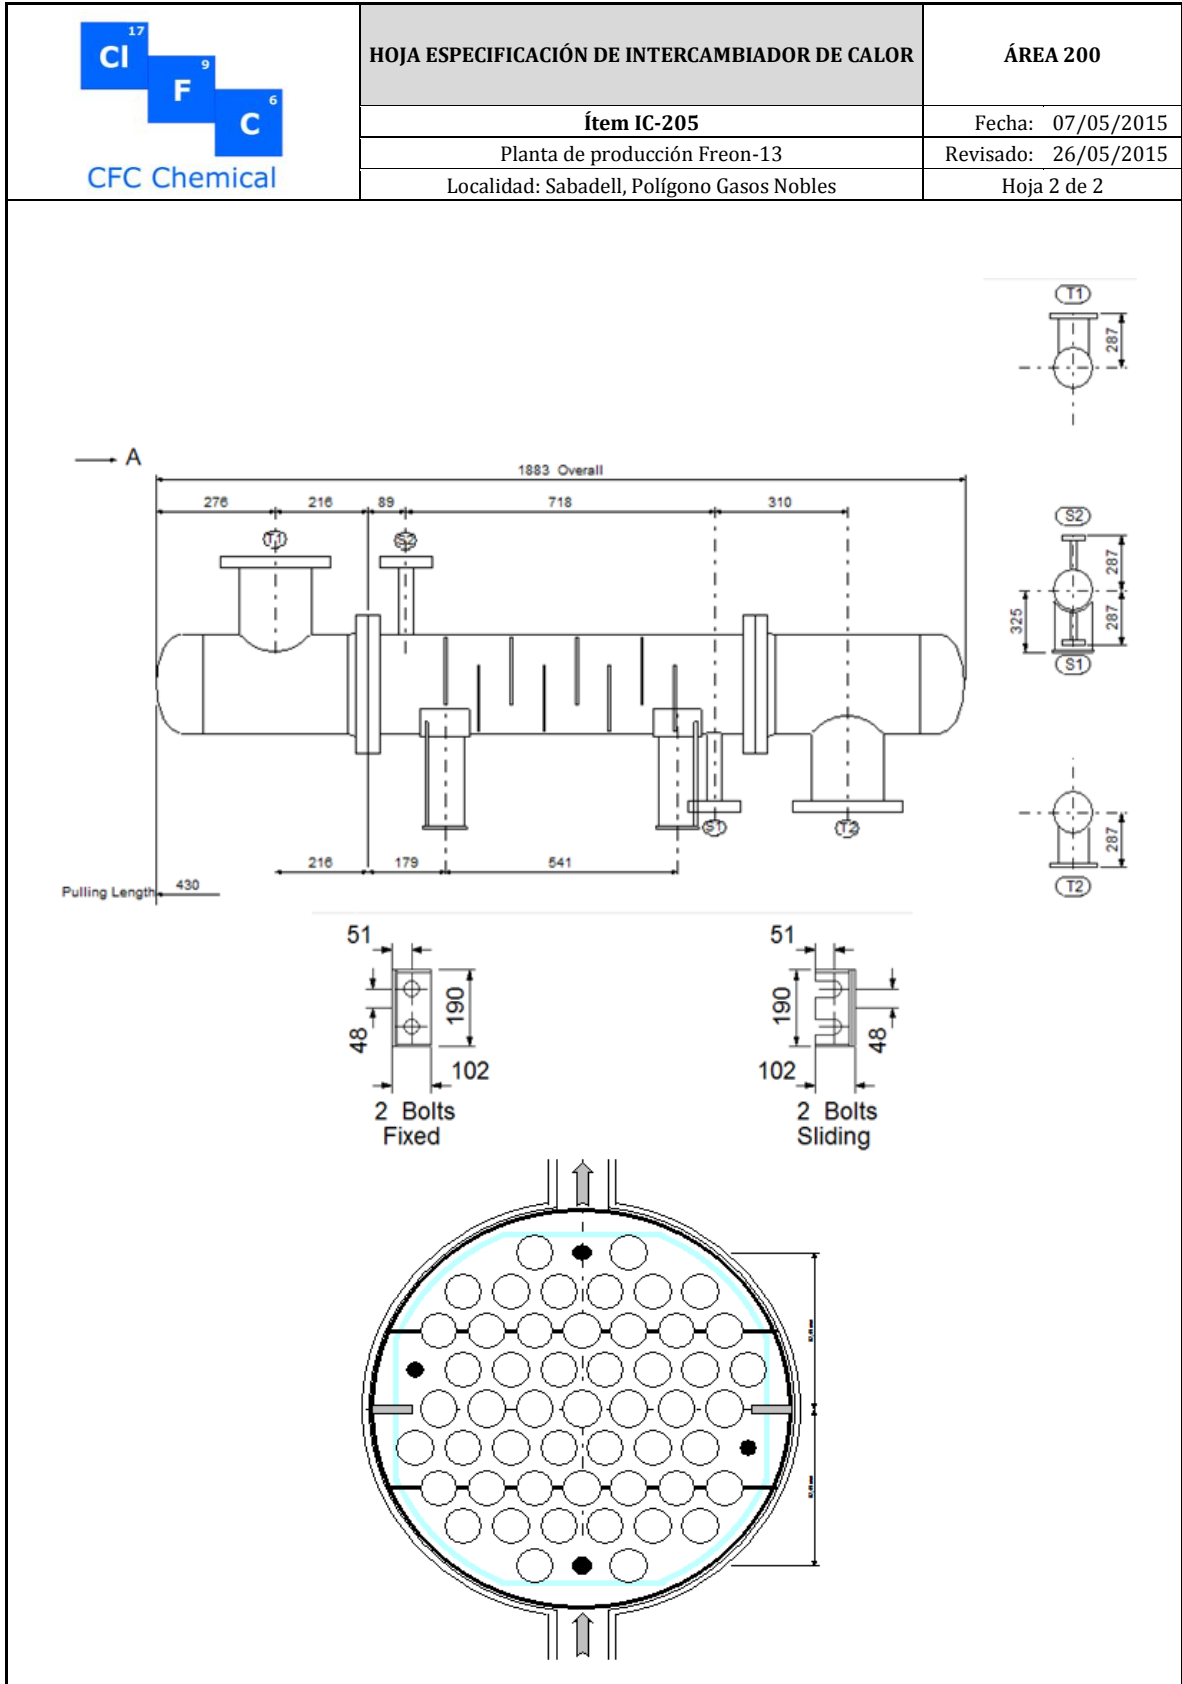 17
Cl
9
F
6
C
CFC Chemical
HOJA ESPECIFICACIÓN DE INTERCAMBIADOR DE CALOR
ÁREA 200
Ítem IC-205
Fecha: 07/05/2015
Planta de producción Freon-13
Revisado: 26/05/2015
Localidad: Sabadell, Polígono Gasos Nobles
Hoja 2 de 2
T1
287
A
1883 Overall
276 216 89 718 310
T1 S2
S2
287
325
287
S1
S1 T2
287
T2
216 179 541
Pulling Length 430
51
190
48
102
2 Bolts
Fixed
51
190
48
102
2 Bolts
Sliding